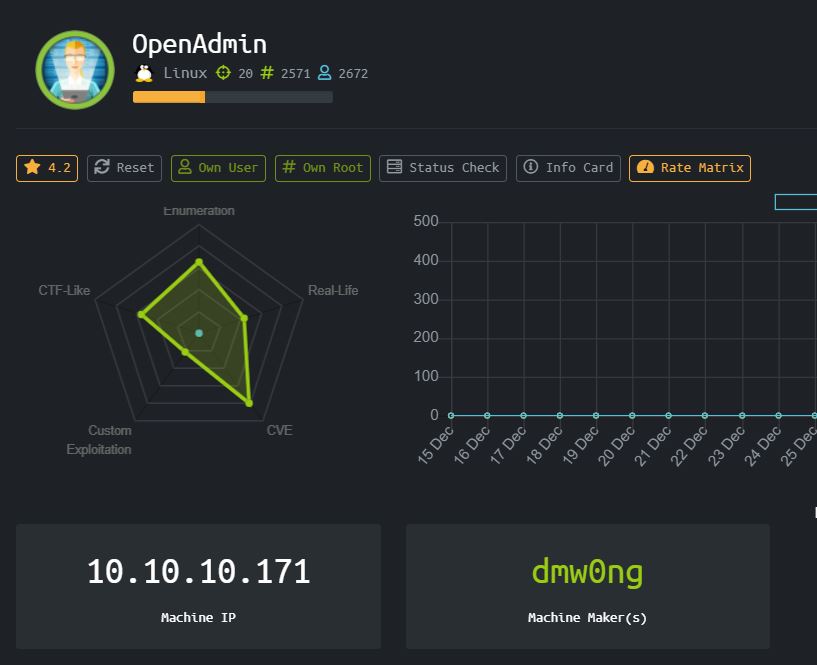 OpenAdmin
Linux 20 # 2571 2672
4.2 Reset Own User # Own Root Status Check Info Card Rate Matrix
Enumeration
CTF-Like
Real-Life
Custom
Exploitation
CVE
500
400
300
200
100
0
15 Dec 16 Dec 17 Dec 18 Dec 19 Dec 20 Dec 21 Dec 22 Dec 23 Dec 24 Dec 25 Dec
10.10.10.171
Machine IP
dmw0ng
Machine Maker(s)